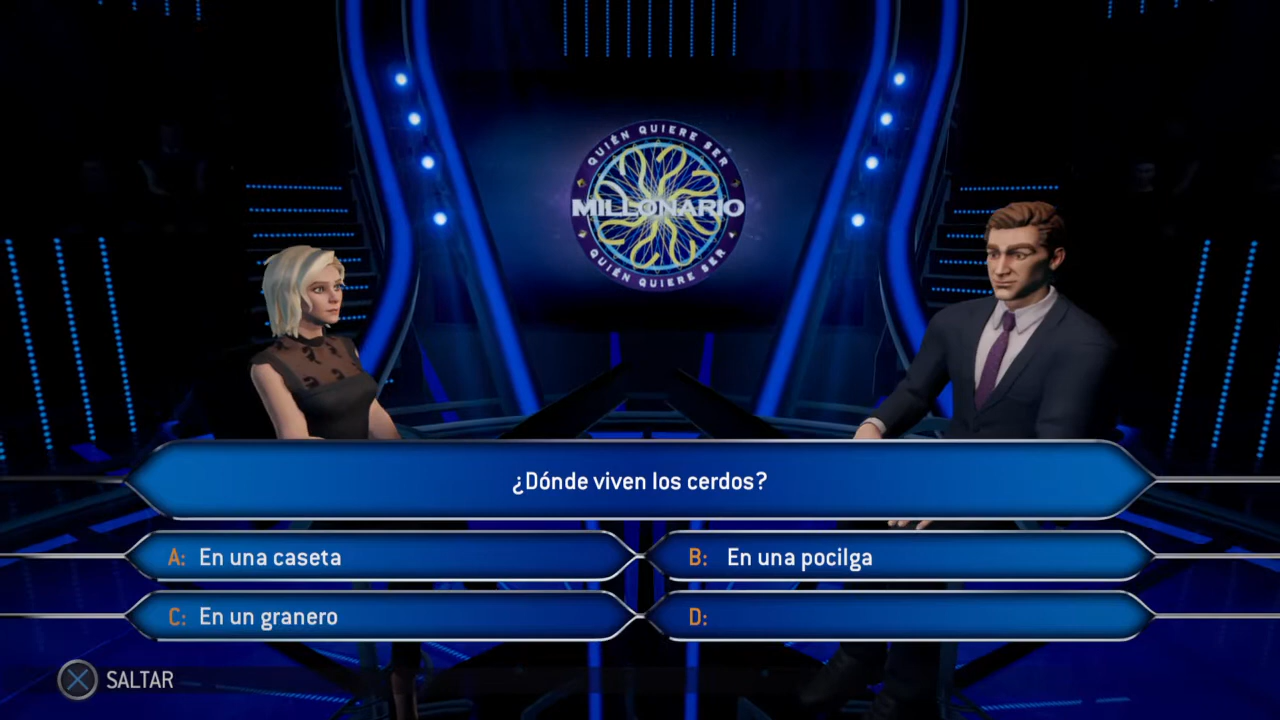 QUIÉN QUIERE SER
MILLONARIO
QUIÉN QUIERE SER
¿Dónde viven los cerdos?
A: En una caseta
B: En una pocilga
C: En un granero
D:
SALTAR